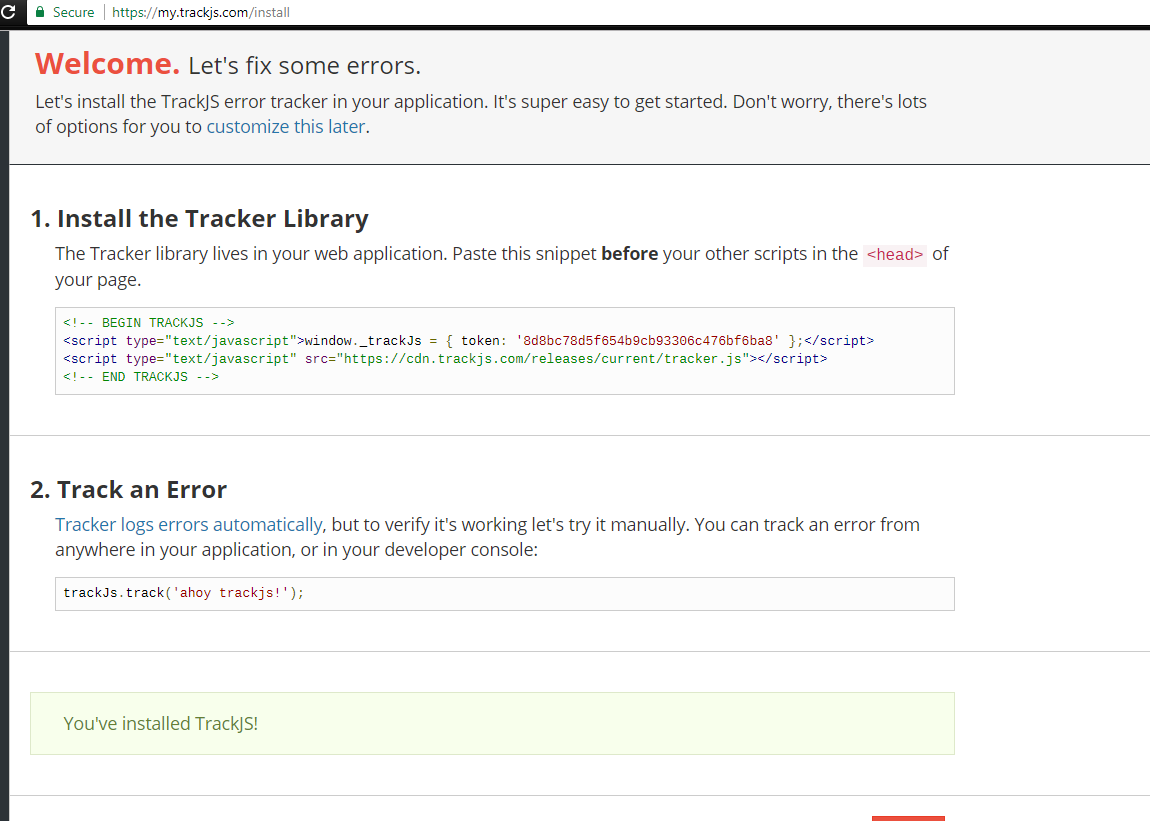 Secure https://my.trackjs.com/install
Welcome. Let's fix some errors.
Let's install the TrackJS error tracker in your application. It's super easy to get started. Don't worry, there's lots
of options for you to customize this later.
1. Install the Tracker Library
The Tracker library lives in your web application. Paste this snippet before your other scripts in the <head> of
your page.
<!-- BEGIN TRACKJS -->
<script type="text/javascript">window._trackJs = { token: '8d8bc78d5f654b9cb93306c476bf6ba8' };</script>
<script type="text/javascript" src="https://cdn.trackjs.com/releases/current/tracker.js"></script>
<!-- END TRACKJS -->
2. Track an Error
Tracker logs errors automatically, but to verify it's working let's try it manually. You can track an error from
anywhere in your application, or in your developer console:
trackJs.track('ahoy trackjs!');
You've installed TrackJS!